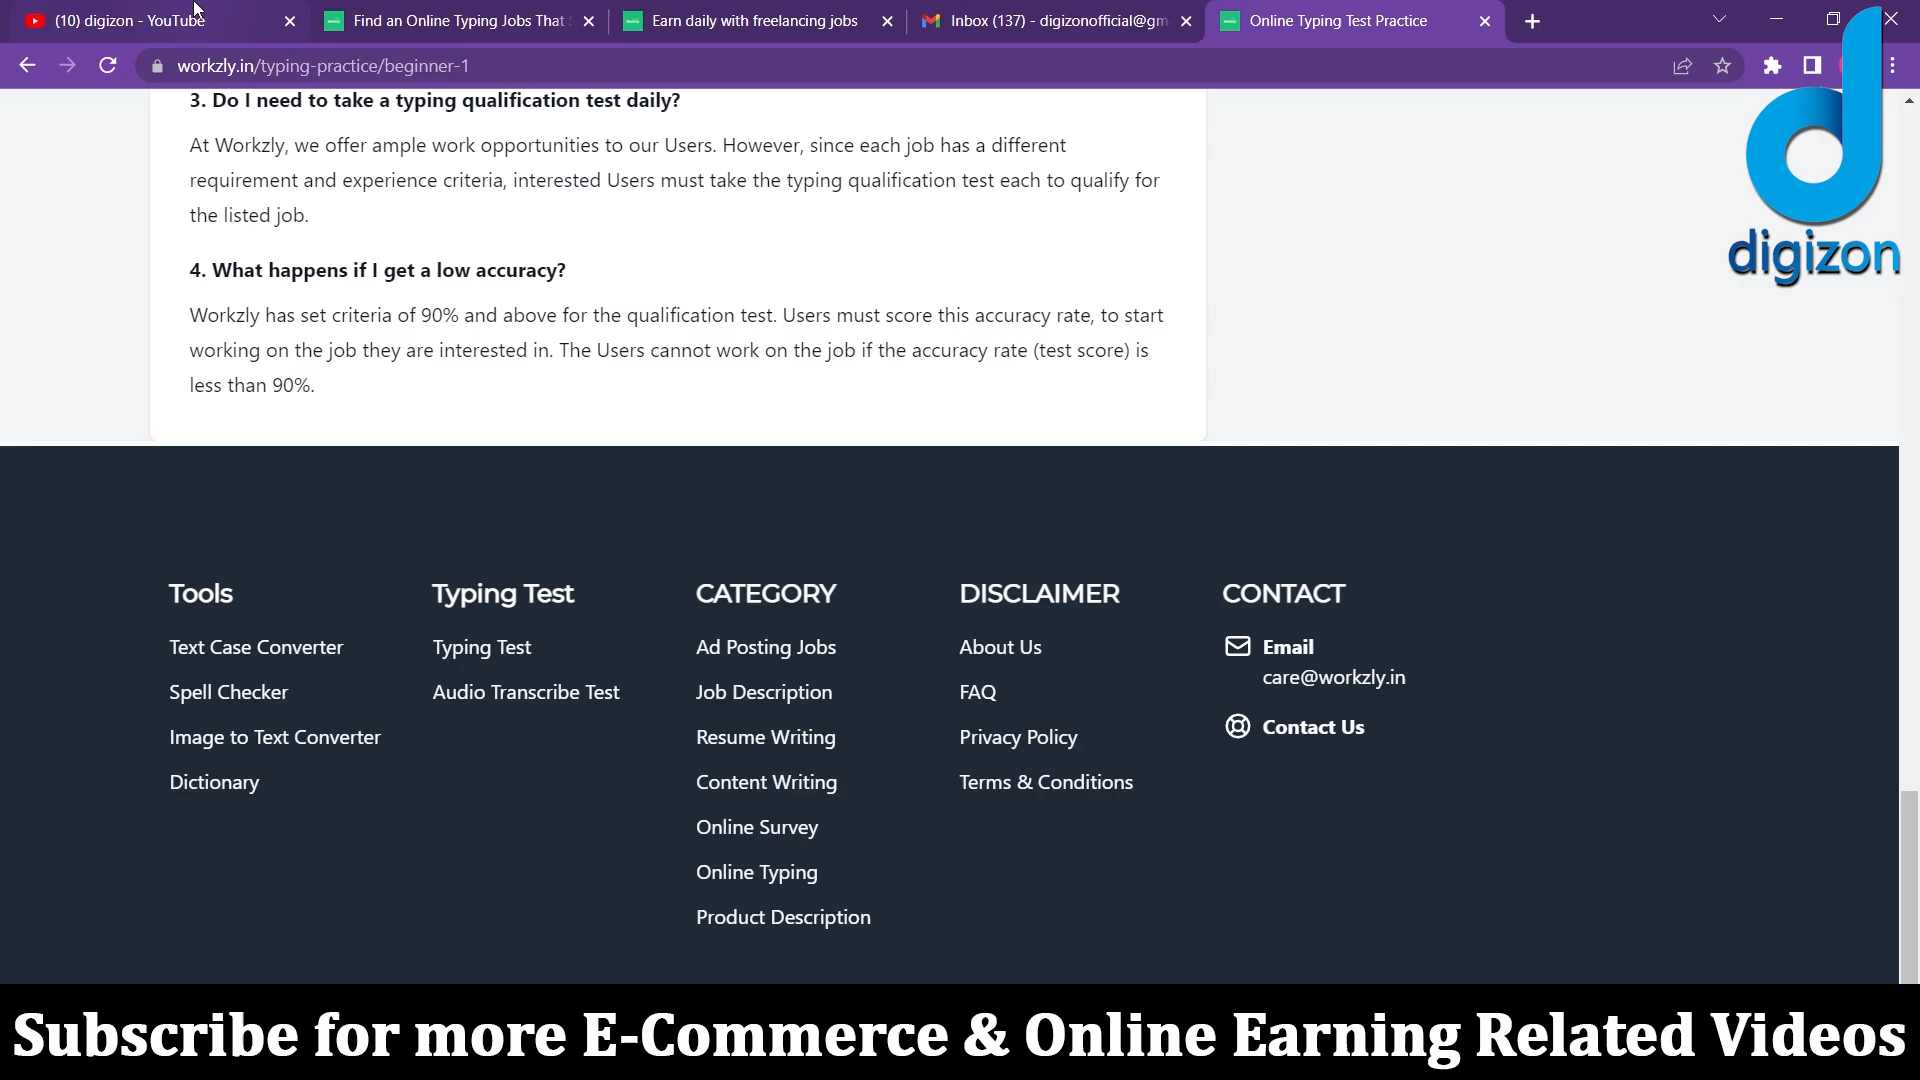 (10) digizon - YouTube
Find an Online Typing Jobs That
Earn daily with freelancing jobs
Inbox (137) - digizonofficial@gm
Online Typing Test Practice
workzly.in/typing-practice/beginner-1
3. Do I need to take a typing qualification test daily?
At Workzly, we offer ample work opportunities to our Users. However, since each job has a different
requirement and experience criteria, interested Users must take the typing qualification test each to qualify for
the listed job.
4. What happens if I get a low accuracy?
Workzly has set criteria of 90% and above for the qualification test. Users must score this accuracy rate, to start
working on the job they are interested in. The Users cannot work on the job if the accuracy rate (test score) is
less than 90%.
digizon
Tools
Text Case Converter
Spell Checker
Image to Text Converter
Dictionary
Typing Test
Typing Test
Audio Transcribe Test
CATEGORY
Ad Posting Jobs
Job Description
Resume Writing
Content Writing
Online Survey
Online Typing
Product Description
DISCLAIMER
About Us
FAQ
Privacy Policy
Terms & Conditions
CONTACT
Email
care@workzly.in
Contact Us
Subscribe for more E-Commerce & Online Earning Related Videos